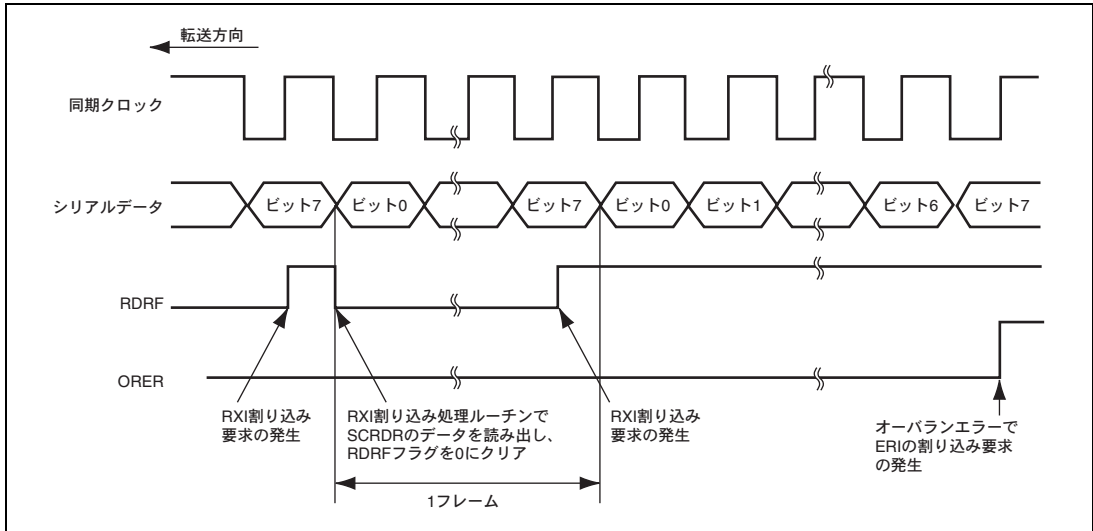 転送方向
同期クロック
シリアルデータ
ビット7
ビット0
ビット7
ビット0
ビット1
ビット6
ビット7
RDRF
ORER
RXI割り込み
要求の発生
RXI割り込み処理ルーチンで
SCRDRのデータを読み出し、
RDRFフラグを0にクリア
RXI割り込み
要求の発生
オーバランエラーで
ERIの割り込み要求
の発生
1フレーム